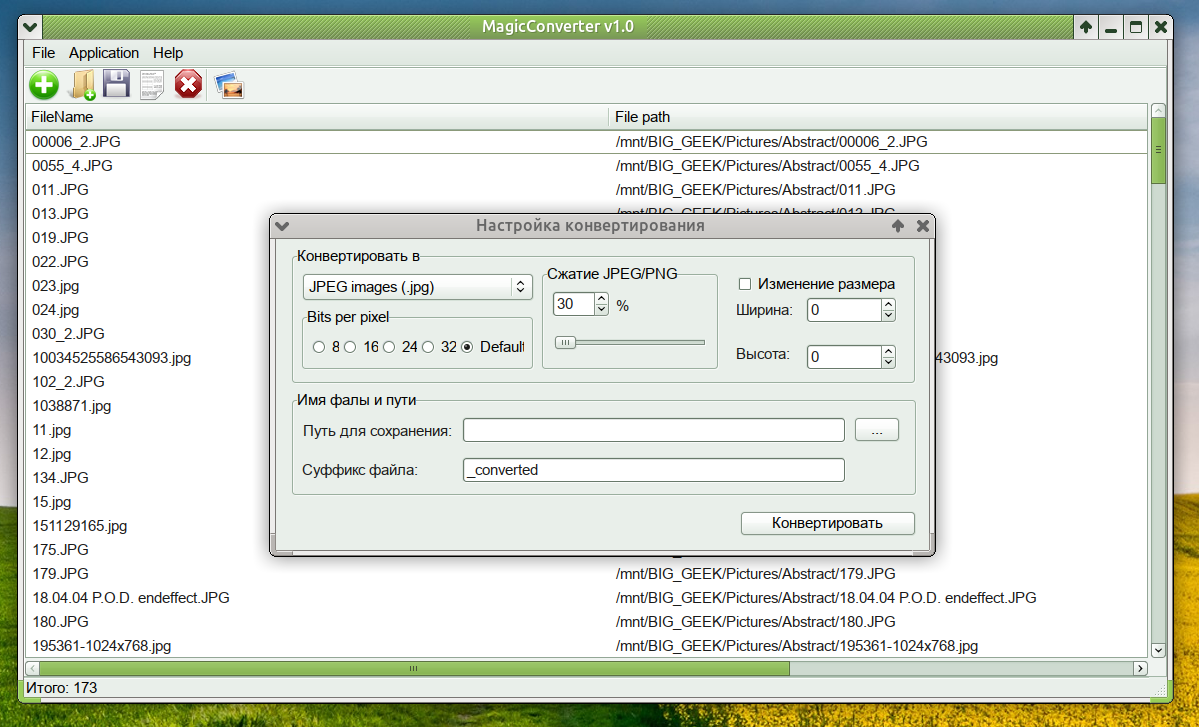 MagicConverter v1.0
File Application Help
FileName File path
00006_2.JPG /mnt/BIG_GEEK/Pictures/Abstract/00006_2.JPG
0055_4.JPG /mnt/BIG_GEEK/Pictures/Abstract/0055_4.JPG
011.JPG /mnt/BIG_GEEK/Pictures/Abstract/011.JPG
013.JPG /mnt/BIG_GEEK/Pictures/Abstract/013.JPG
019.JPG
022.JPG
023.jpg
024.jpg
030_2.JPG
10034525586543093.jpg 43093.jpg
102_2.JPG
1038871.jpg
11.jpg
12.jpg
134.JPG
15.jpg
151129165.jpg
175.JPG
179.JPG /mnt/BIG_GEEK/Pictures/Abstract/179.JPG
18.04.04 P.O.D. endeffect.JPG /mnt/BIG_GEEK/Pictures/Abstract/18.04.04 P.O.D. endeffect.JPG
180.JPG /mnt/BIG_GEEK/Pictures/Abstract/180.JPG
195361-1024x768.jpg /mnt/BIG_GEEK/Pictures/Abstract/195361-1024x768.jpg
Итого: 173
Настройка конвертирования
Конвертировать в
JPEG images (.jpg)
Bits per pixel
8 16 24 32 Default
Сжатие JPEG/PNG
30 %
Изменение размера
Ширина: 0
Высота: 0
Имя фалы и пути
Путь для сохранения: ...
Суффикс файла: _converted
Конвертировать